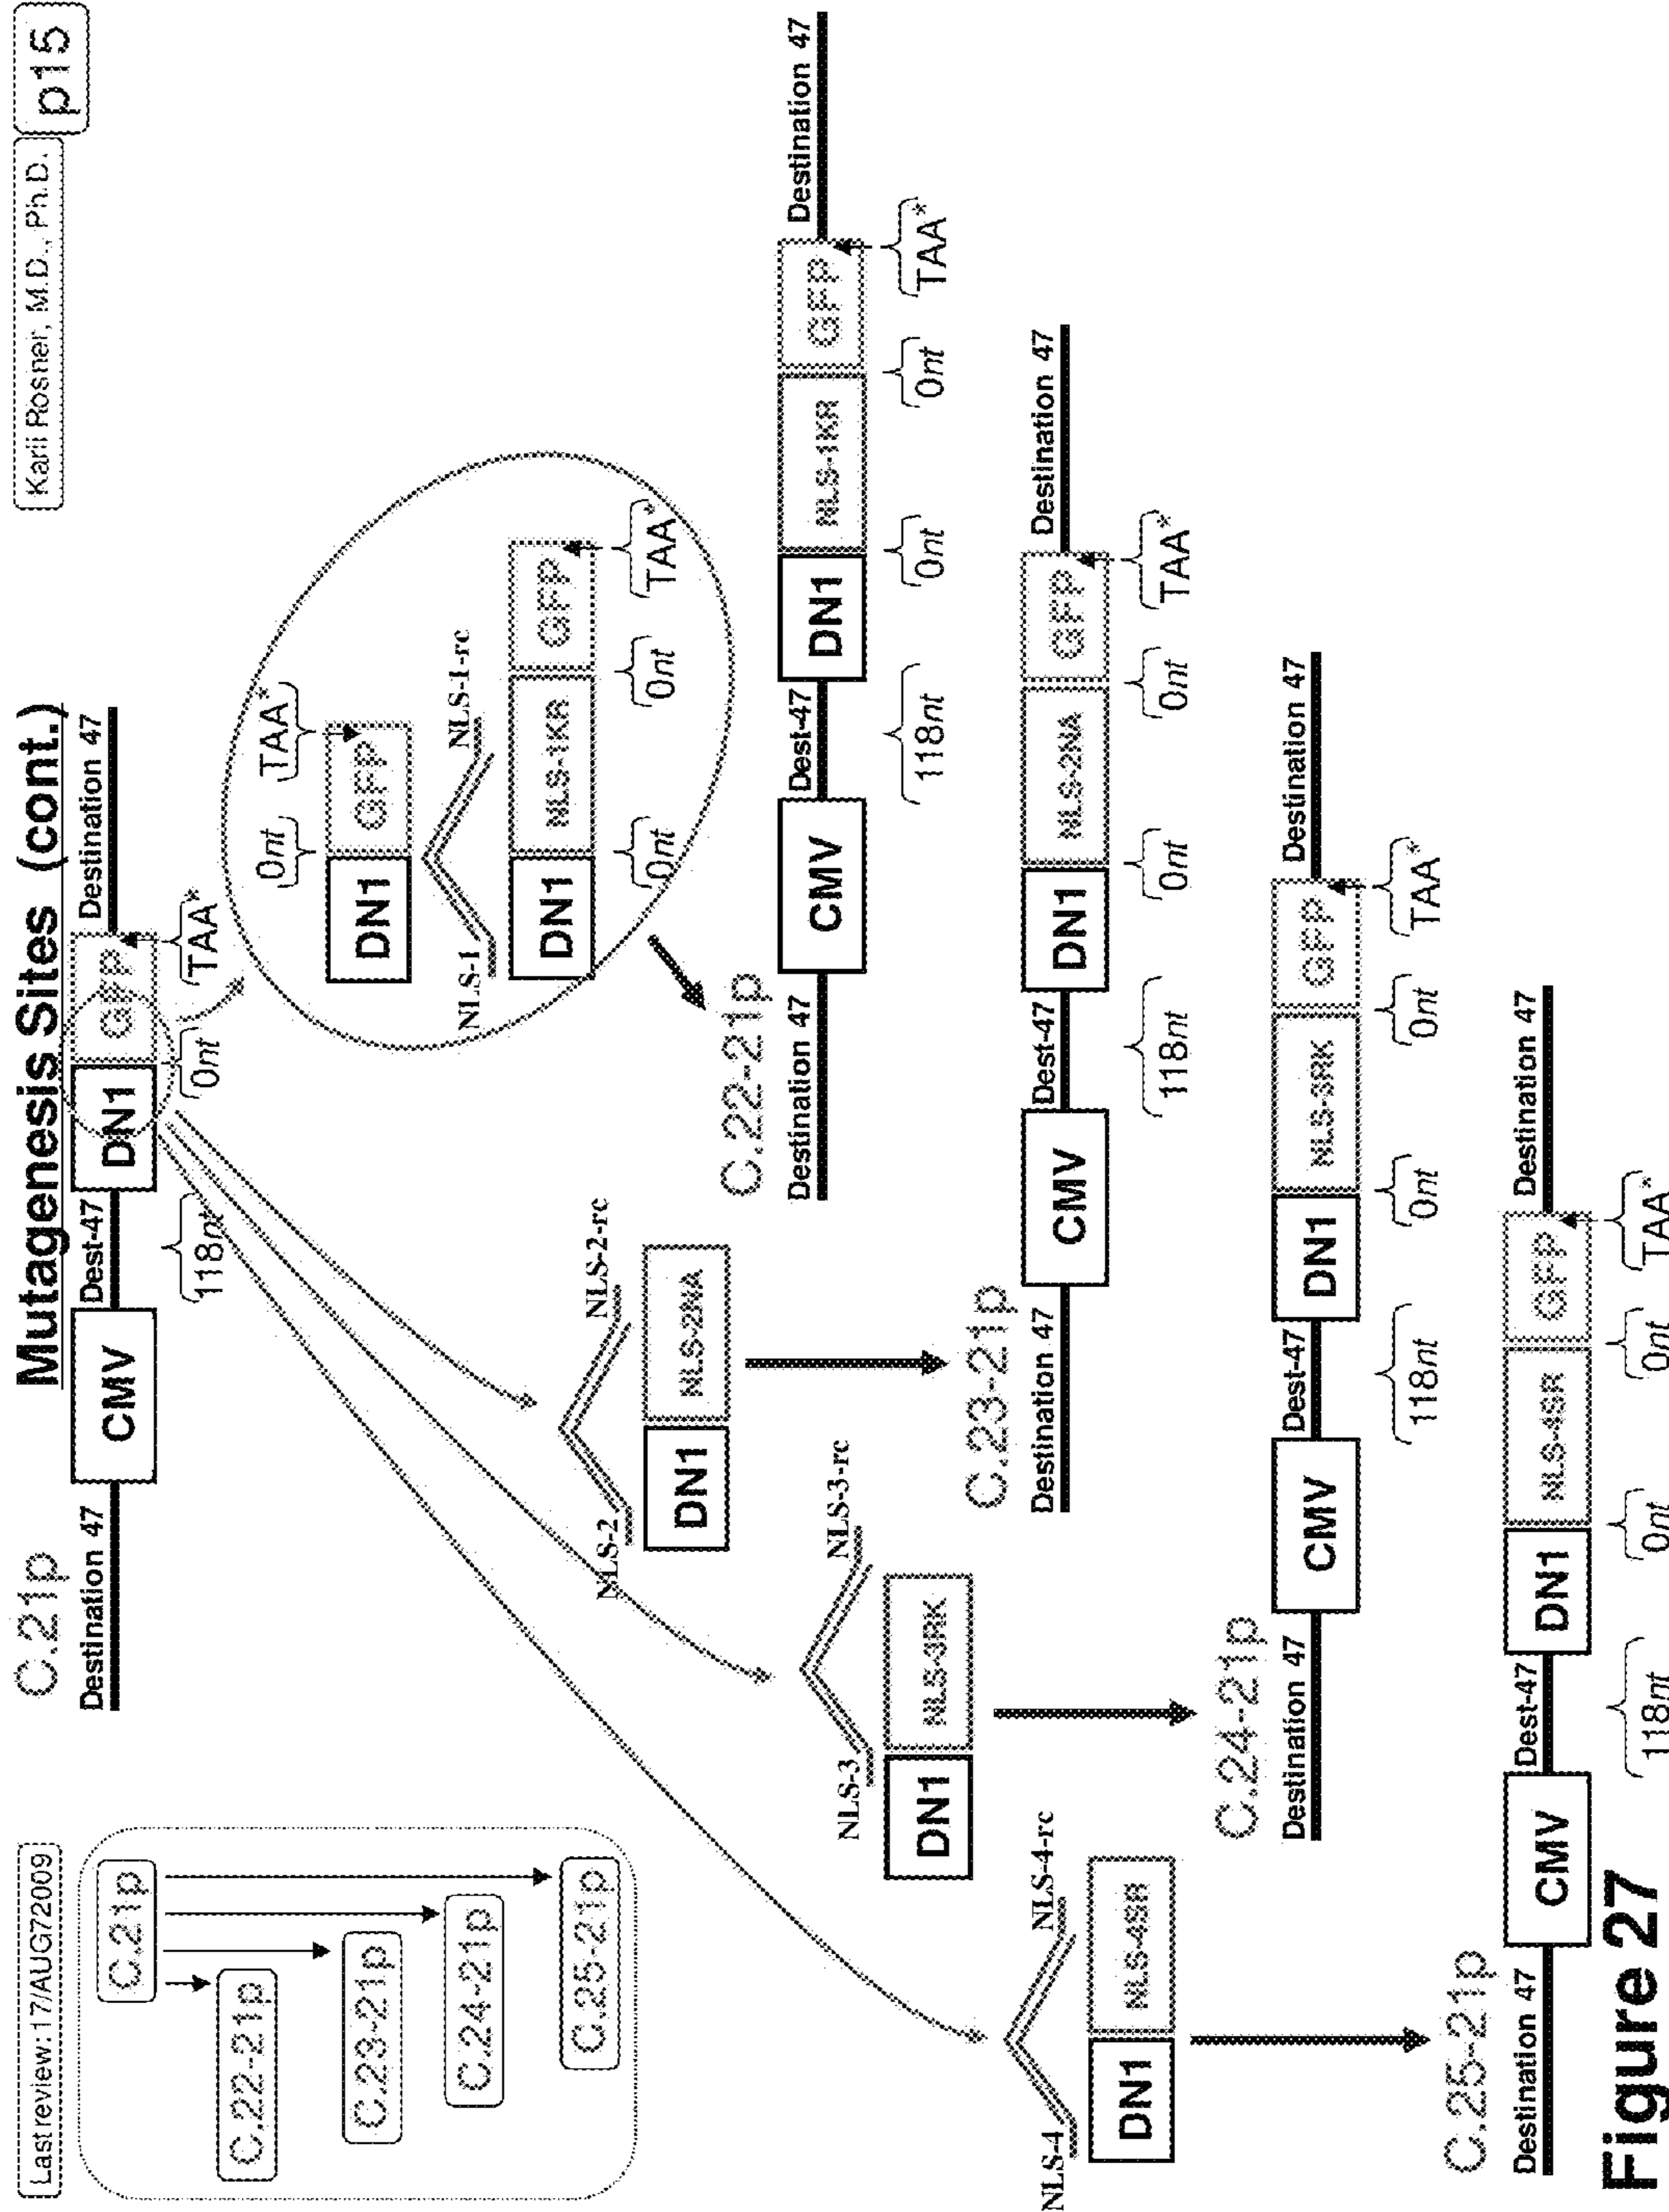 Last review: 17/AUG72009
Mutagenesis Sites (cont.)
Karli Rosner, M.D., Ph.D.
p15
C.21p
C.22-21p
C.23-21p
C.24-21p
C.25-21p
C.21p
Destination 47
CMV
Dest-47
DN1
GFP
Destination 47
118nt
0nt
TAA*
0nt
TAA*
DN1
GFP
NLS-1
NLS-1-rc
DN1
NLS-1KR
GFP
0nt
0nt
TAA*
NLS-2
NLS-2-rc
DN1
NLS-2NA
NLS-3
NLS-3-rc
DN1
NLS-3RK
NLS-4
NLS-4-rc
DN1
NLS-4SR
C.22-21p
Destination 47
CMV
Dest-47
DN1
NLS-1KR
GFP
Destination 47
118nt
0nt
0nt
TAA*
C.23-21p
Destination 47
CMV
Dest-47
DN1
NLS-2NA
GFP
Destination 47
118nt
0nt
0nt
TAA*
C.24-21p
Destination 47
CMV
Dest-47
DN1
NLS-3RK
GFP
Destination 47
118nt
0nt
0nt
TAA*
C.25-21p
Destination 47
CMV
Dest-47
DN1
NLS-4SR
GFP
Destination 47
118nt
0nt
0nt
TAA*
Figure 27